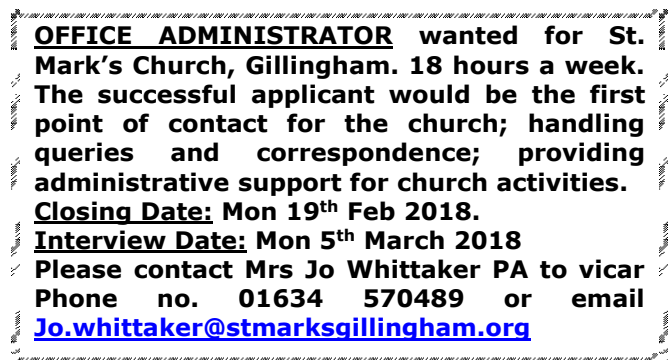 OFFICE ADMINISTRATOR wanted for St.
Mark’s Church, Gillingham. 18 hours a week.
The successful applicant would be the first
point of contact for the church; handling
queries and correspondence; providing
administrative support for church activities.
Closing Date: Mon 19th Feb 2018.
Interview Date: Mon 5th March 2018
Please contact Mrs Jo Whittaker PA to vicar
Phone no. 01634 570489 or email
Jo.whittaker@stmarksgillingham.org